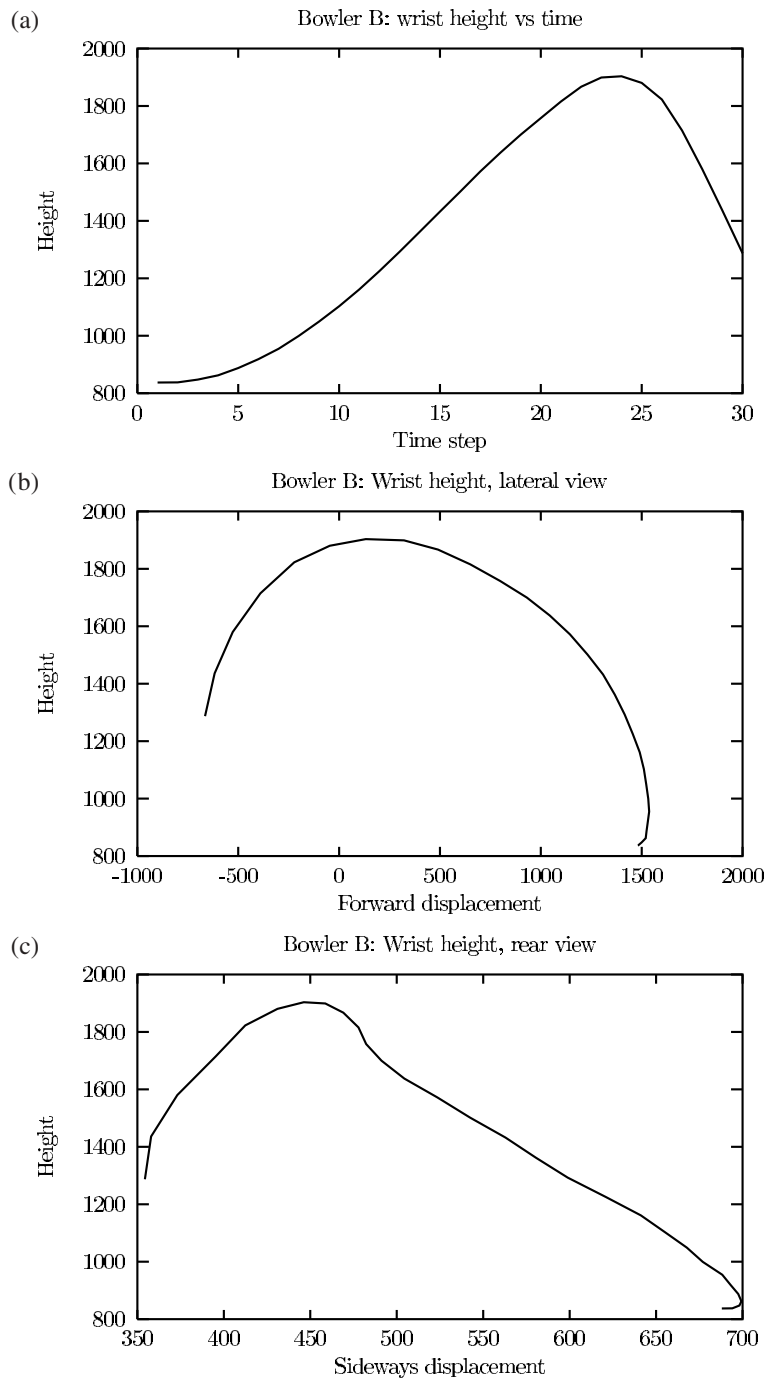 (a)
Bowler B: wrist height vs time
2000
1800
1600
1400
1200
1000
800
Height
0 5 10 15 20 25 30
Time step
(b)
Bowler B: Wrist height, lateral view
2000
1800
1600
1400
1200
1000
800
Height
-1000 -500 0 500 1000 1500 2000
Forward displacement
(c)
Bowler B: Wrist height, rear view
2000
1800
1600
1400
1200
1000
800
Height
350 400 450 500 550 600 650 700
Sideways displacement